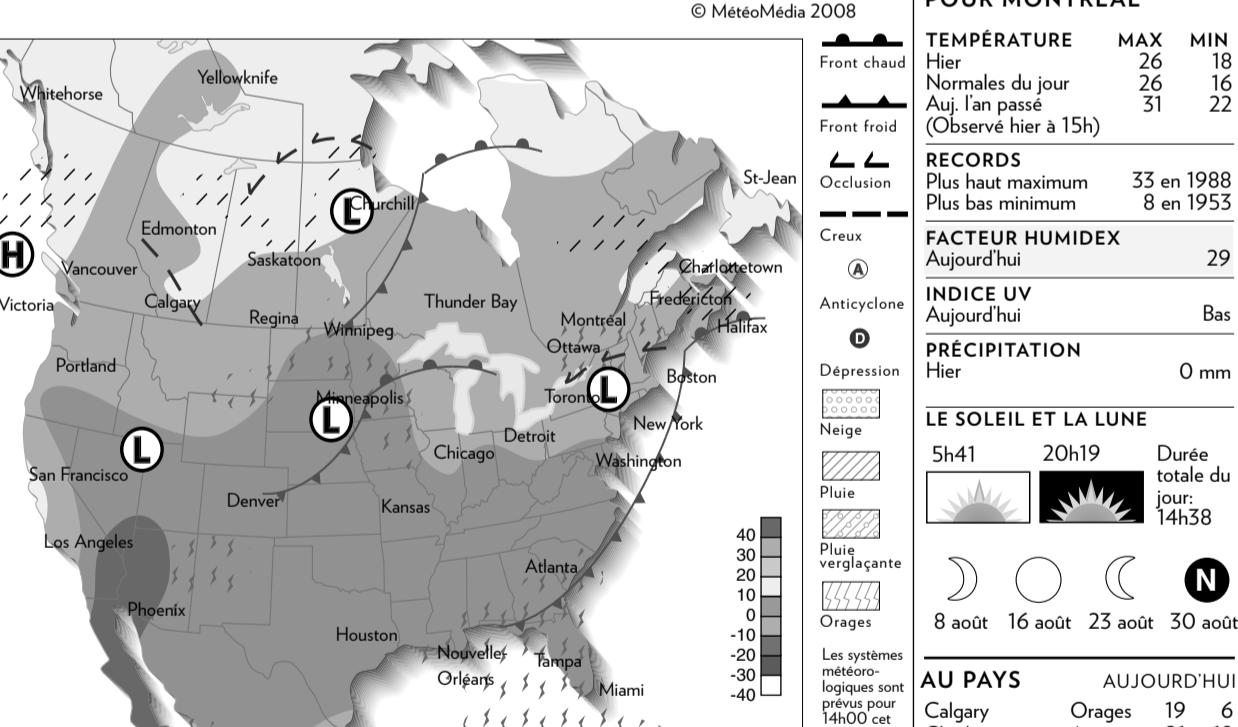 © MétéoMédia 2008
Yellowknife
Whitehorse
Churchill
St-Jean
Edmonton
Saskatoon
Vancouver
Charlottetown
Victoria
Calgary
Regina
Winnipeg
Thunder Bay
Fredericton
Montréal
Halifax
Ottawa
Portland
Minneapolis
Toronto
Boston
New York
Detroit
Chicago
Washington
San Francisco
Denver
Kansas
Los Angeles
Atlanta
Phoenix
Houston
Nouvelle-
Orléans
Tampa
Miami
H
L
L
L
L
40
30
20
10
0
-10
-20
-30
-40
Front chaud
Front froid
Occlusion
Creux
A
Anticyclone
D
Dépression
Neige
Pluie
Pluie
verglaçante
Orages
Les systèmes
météoro-
logiques sont
prévus pour
14h00 cet
POUR MONTRÉAL
TEMPÉRATURE MAX MIN
Hier 26 18
Normales du jour 26 16
Auj. l'an passé 31 22
(Observé hier à 15h)
RECORDS
Plus haut maximum 33 en 1988
Plus bas minimum 8 en 1953
FACTEUR HUMIDEX
Aujourd'hui 29
INDICE UV
Aujourd'hui Bas
PRÉCIPITATION
Hier 0 mm
LE SOLEIL ET LA LUNE
5h41 20h19 Durée
totale du
jour:
14h38
N
8 août 16 août 23 août 30 août
AU PAYS AUJOURD'HUI
Calgary Orages 19 6